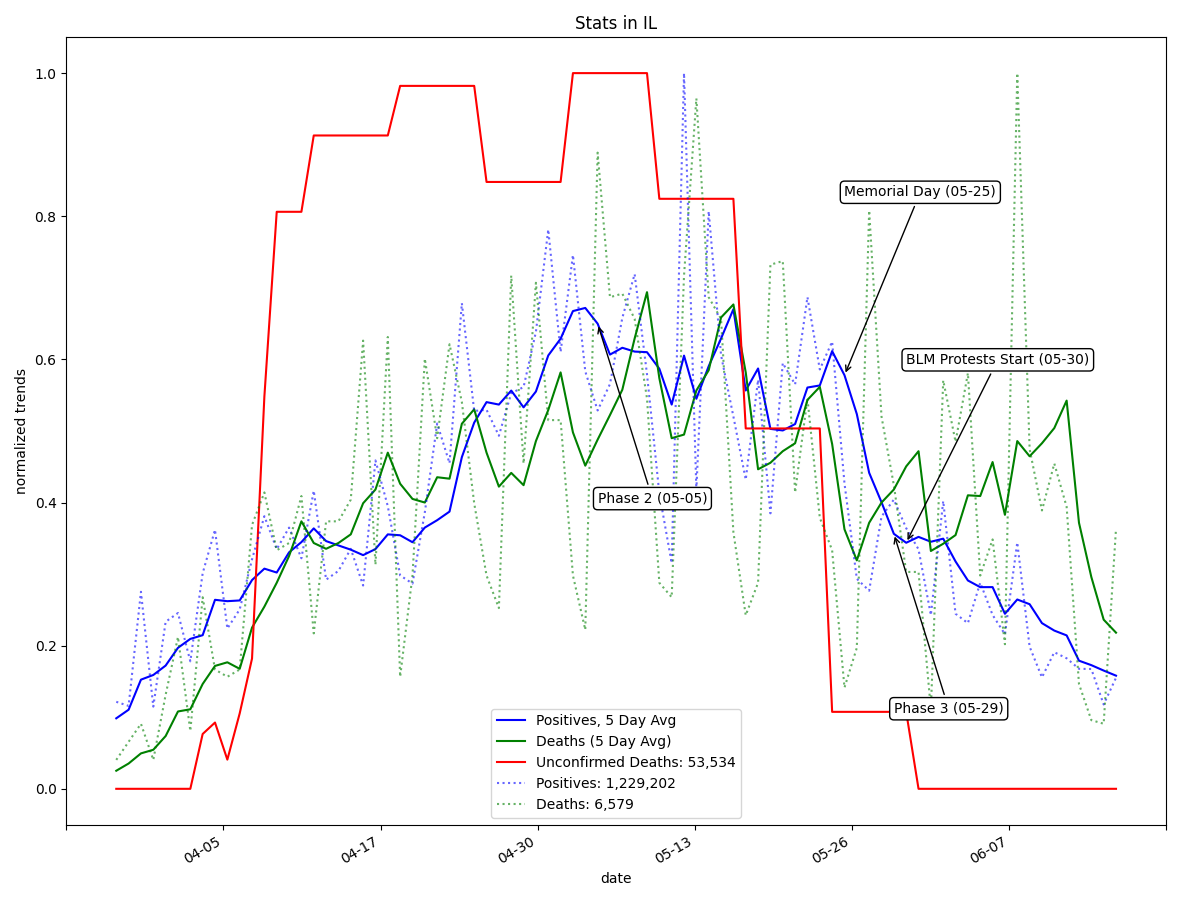 Stats in IL
1.0
0.8
0.6
0.4
0.2
0.0
normalized trends
Memorial Day (05-25)
BLM Protests Start (05-30)
Phase 2 (05-05)
Phase 3 (05-29)
Positives, 5 Day Avg
Deaths (5 Day Avg)
Unconfirmed Deaths: 53,534
Positives: 1,229,202
Deaths: 6,579
04-05
04-17
04-30
05-13
05-26
06-07
date